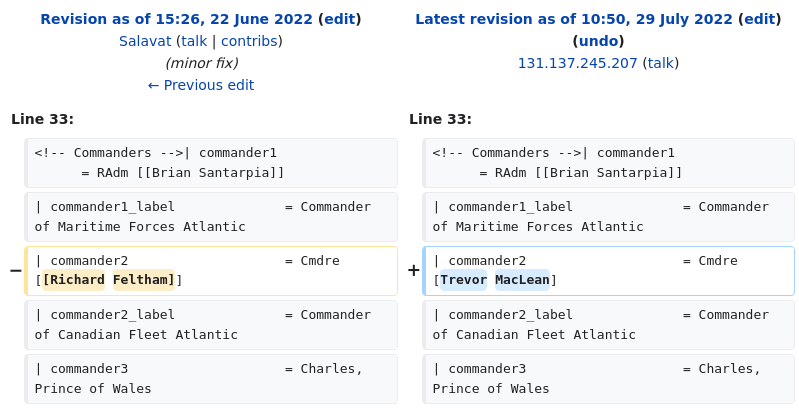 Revision as of 15:26, 22 June 2022 (edit)
Salavat (talk | contribs)
(minor fix)
← Previous edit
Latest revision as of 10:50, 29 July 2022 (edit)
(undo)
131.137.245.207 (talk)
Line 33:
Line 33:
<!-- Commanders -->| commander1
= RAdm [[Brian Santarpia]]
<!-- Commanders -->| commander1
= RAdm [[Brian Santarpia]]
| commander1_label = Commander
of Maritime Forces Atlantic
| commander1_label = Commander
of Maritime Forces Atlantic
− | commander2 = Cmdre
[[Richard Feltham]]
+ | commander2 = Cmdre
[Trevor MacLean]
| commander2_label = Commander
of Canadian Fleet Atlantic
| commander2_label = Commander
of Canadian Fleet Atlantic
| commander3 = Charles,
Prince of Wales
| commander3 = Charles,
Prince of Wales